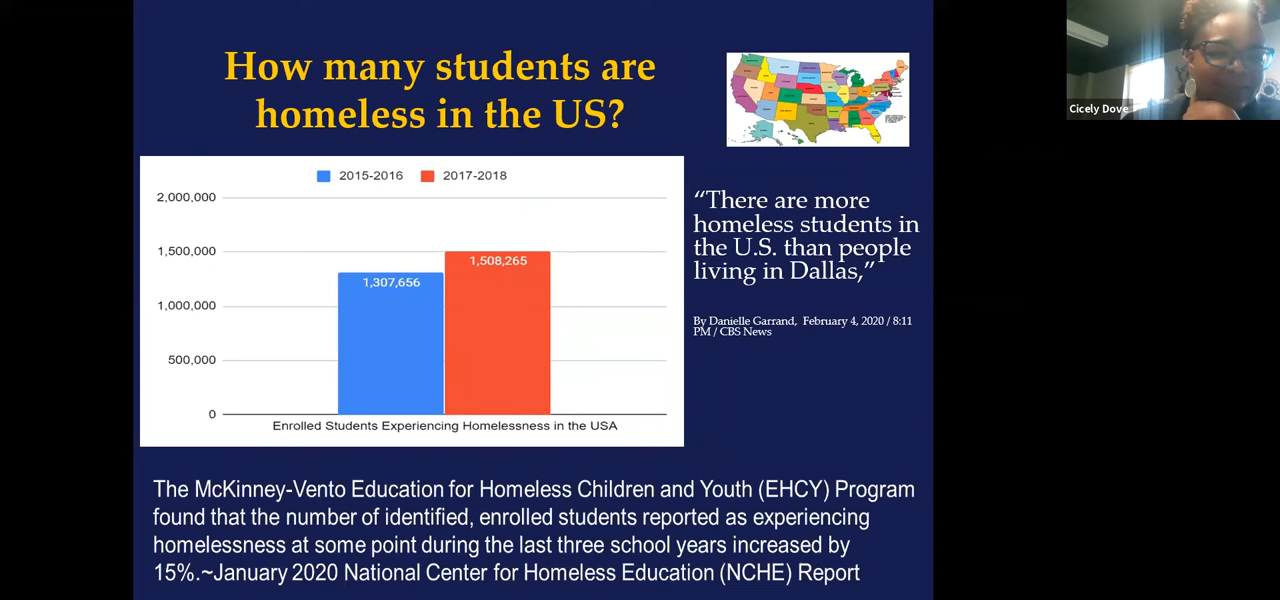 How many students are
homeless in the US?
Cicely Dove
2015-2016
2017-2018
2,000,000
1,500,000
1,000,000
500,000
0
1,307,656
1,508,265
Enrolled Students Experiencing Homelessness in the USA
“There are more
homeless students in
the U.S. than people
living in Dallas,”
By Danielle Garrand, February 4, 2020 / 8:11
PM / CBS News
The McKinney-Vento Education for Homeless Children and Youth (EHCY) Program
found that the number of identified, enrolled students reported as experiencing
homelessness at some point during the last three school years increased by
15%.~January 2020 National Center for Homeless Education (NCHE) Report